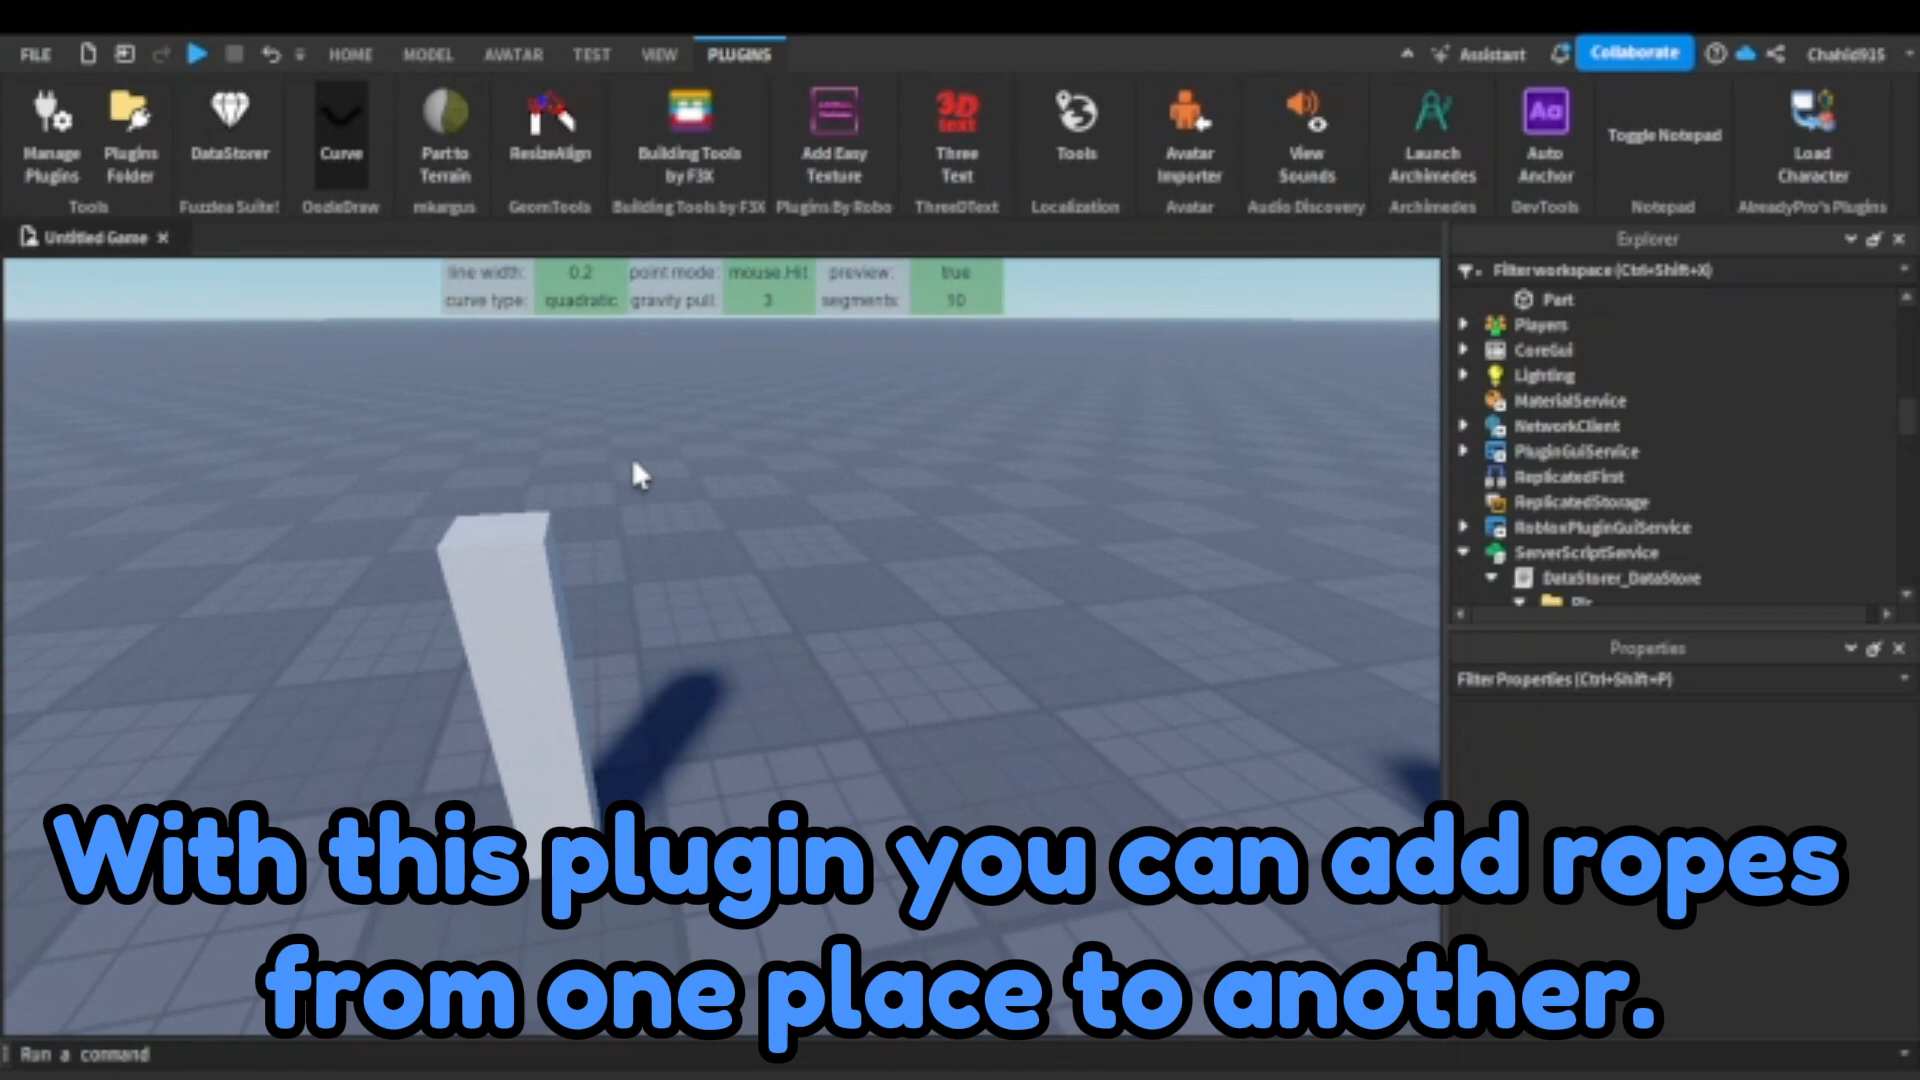 FILE HOME MODEL AVATAR TEST VIEW PLUGINS Assistant Collaborate Chahid915
Manage Plugins
Plugins Folder
DataStorer
Curve
Part to Terrain
ResizeAlign
Building Tools by F3X
Add Easy Texture
3D text
Three Text
Tools
Avatar Importer
View Sounds
Launch Archimedes
Aa
Auto Anchor
Toggle Notepad
Load Character
Tools
Fuzzlea Suite!
OozleDraw
mkargus
GeomTools
Building Tools by F3X
Plugins By Robo
ThreeDText
Localization
Avatar
Audio Discovery
Archimedes
DevTools
Notepad
AlreadyPro's Plugins
Untitled Game
Explorer
line width: 0.2 point mode: mouse.Hit preview: true
curve type: quadratic gravity pull: 3 segments: 10
Filter workspace (Ctrl+Shift+X)
Part
Players
CoreGui
Lighting
MaterialService
NetworkClient
PluginGuiService
ReplicatedFirst
ReplicatedStorage
RobloxPluginGuiService
ServerScriptService
DataStorer_DataStore
Properties
Filter Properties (Ctrl+Shift+P)
With this plugin you can add ropes
from one place to another.
Run a command